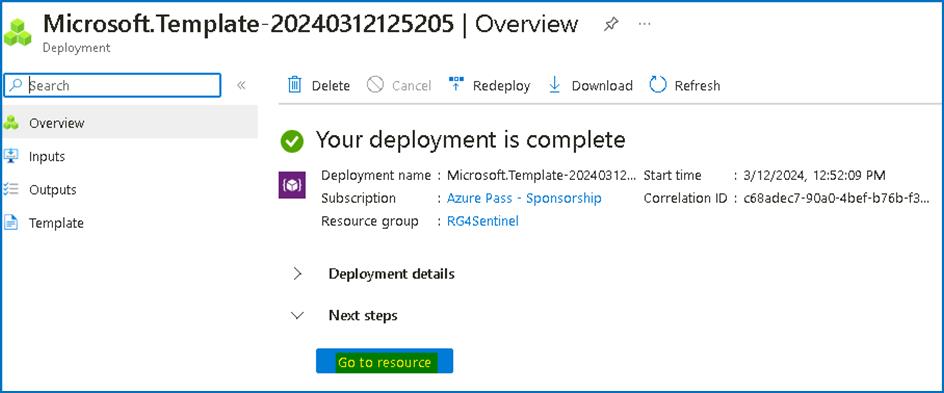 Microsoft.Template-20240312125205 | Overview ...
Deployment
Search «
Delete Cancel Redeploy Download Refresh
Overview
Inputs
Outputs
Template
Your deployment is complete
Deployment name : Microsoft.Template-20240312... Start time : 3/12/2024, 12:52:09 PM
Subscription : Azure Pass - Sponsorship Correlation ID : c68adec7-90a0-4bef-b76b-f3...
Resource group : RG4Sentinel
Deployment details
Next steps
Go to resource